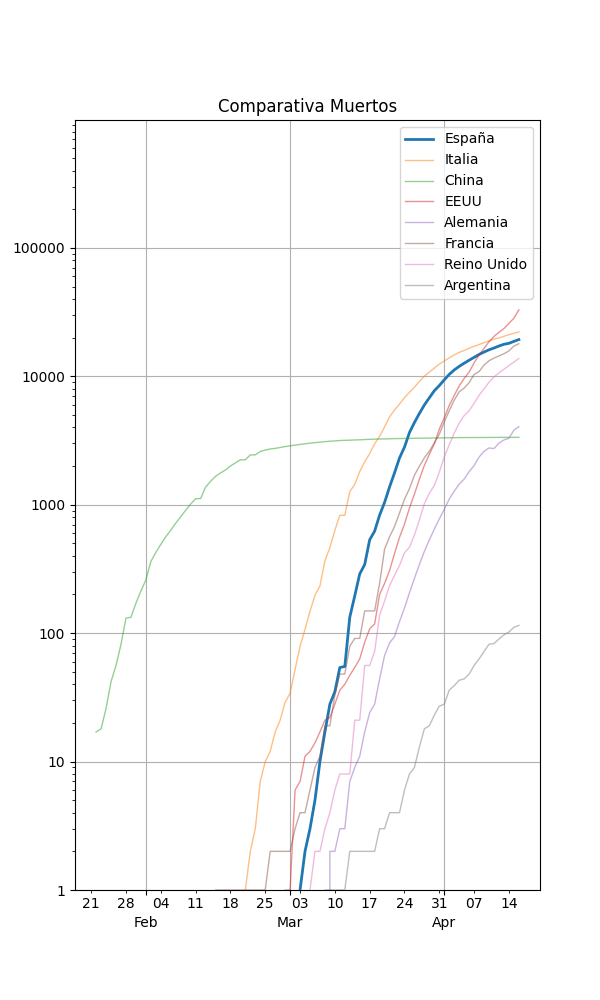 Comparativa Muertos
España
Italia
China
EEUU
Alemania
Francia
Reino Unido
Argentina
100000
10000
1000
100
10
1
21 28 04 11 18 25 03 10 17 24 31 07 14
Feb Mar Apr